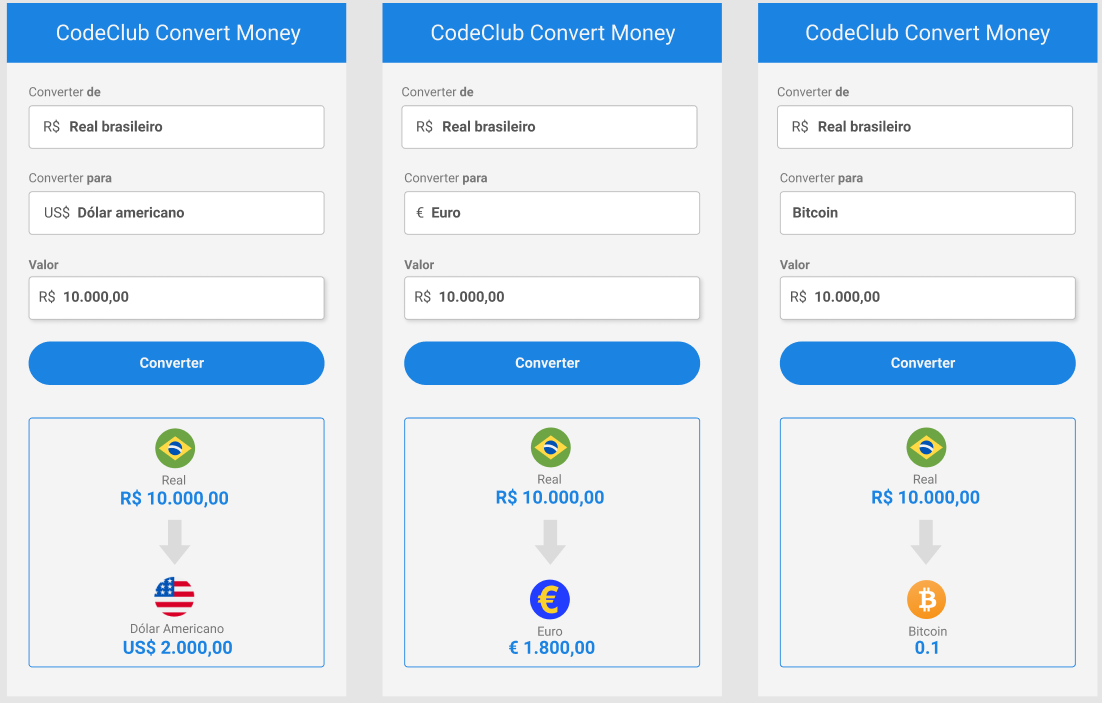 CodeClub Convert Money
Converter de
R$ Real brasileiro
Converter para
US$ Dólar americano
Valor
R$ 10.000,00
Converter
Real
R$ 10.000,00
Dólar Americano
US$ 2.000,00
CodeClub Convert Money
Converter de
R$ Real brasileiro
Converter para
€ Euro
Valor
R$ 10.000,00
Converter
Real
R$ 10.000,00
€
Euro
€ 1.800,00
CodeClub Convert Money
Converter de
R$ Real brasileiro
Converter para
Bitcoin
Valor
R$ 10.000,00
Converter
Real
R$ 10.000,00
₿
Bitcoin
0.1